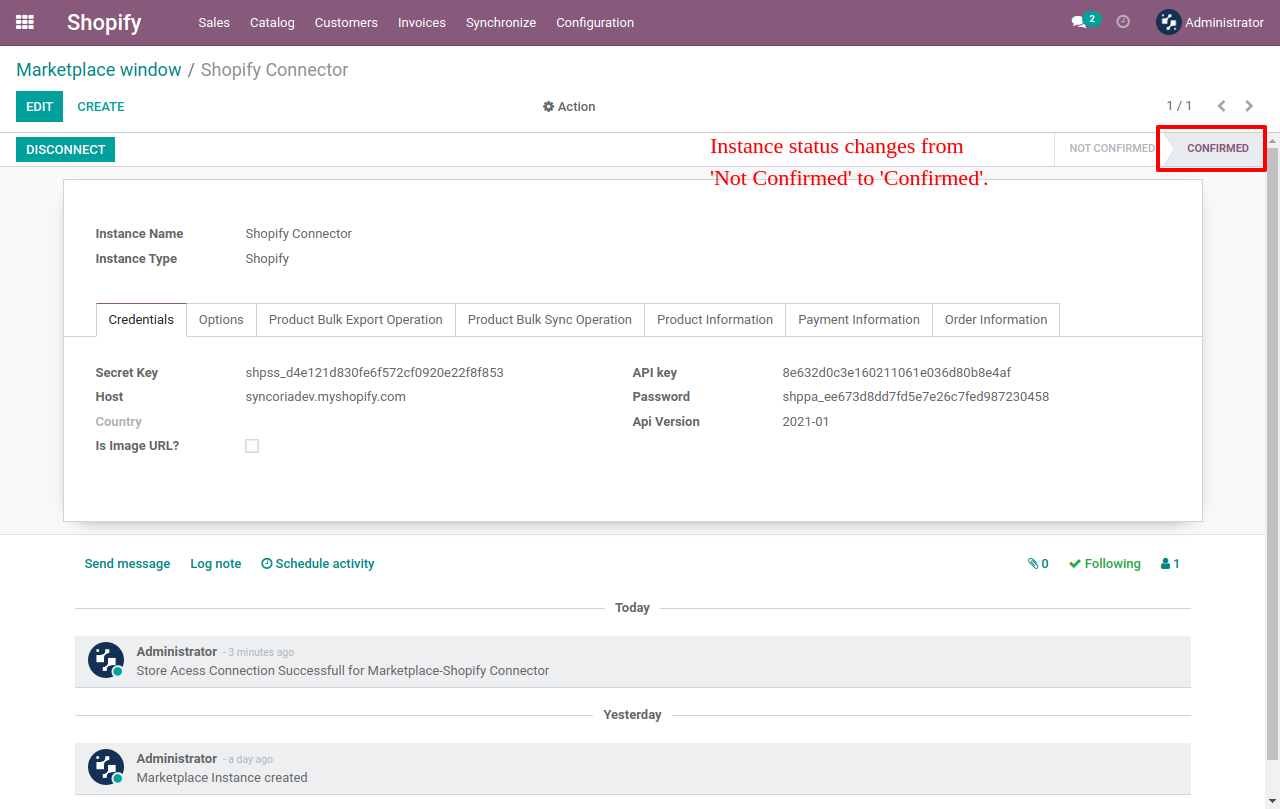 Shopify Sales Catalog Customers Invoices Synchronize Configuration 2 Administrator
Marketplace window / Shopify Connector
EDIT CREATE Action 1 / 1
DISCONNECT NOT CONFIRMED CONFIRMED
Instance status changes from
'Not Confirmed' to 'Confirmed'.
Instance Name Shopify Connector
Instance Type Shopify
Credentials Options Product Bulk Export Operation Product Bulk Sync Operation Product Information Payment Information Order Information
Secret Key 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 API key 8e632d0c3e160211061e036d80b8e4af
Host syncoriadev.myshopify.com Password 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
Country Api Version 2021-01
Is Image URL?
Send message Log note Schedule activity 0 Following 1
Today
Administrator - 3 minutes ago
Store Acess Connection Successfull for Marketplace-Shopify Connector
Yesterday
Administrator - a day ago
Marketplace Instance created